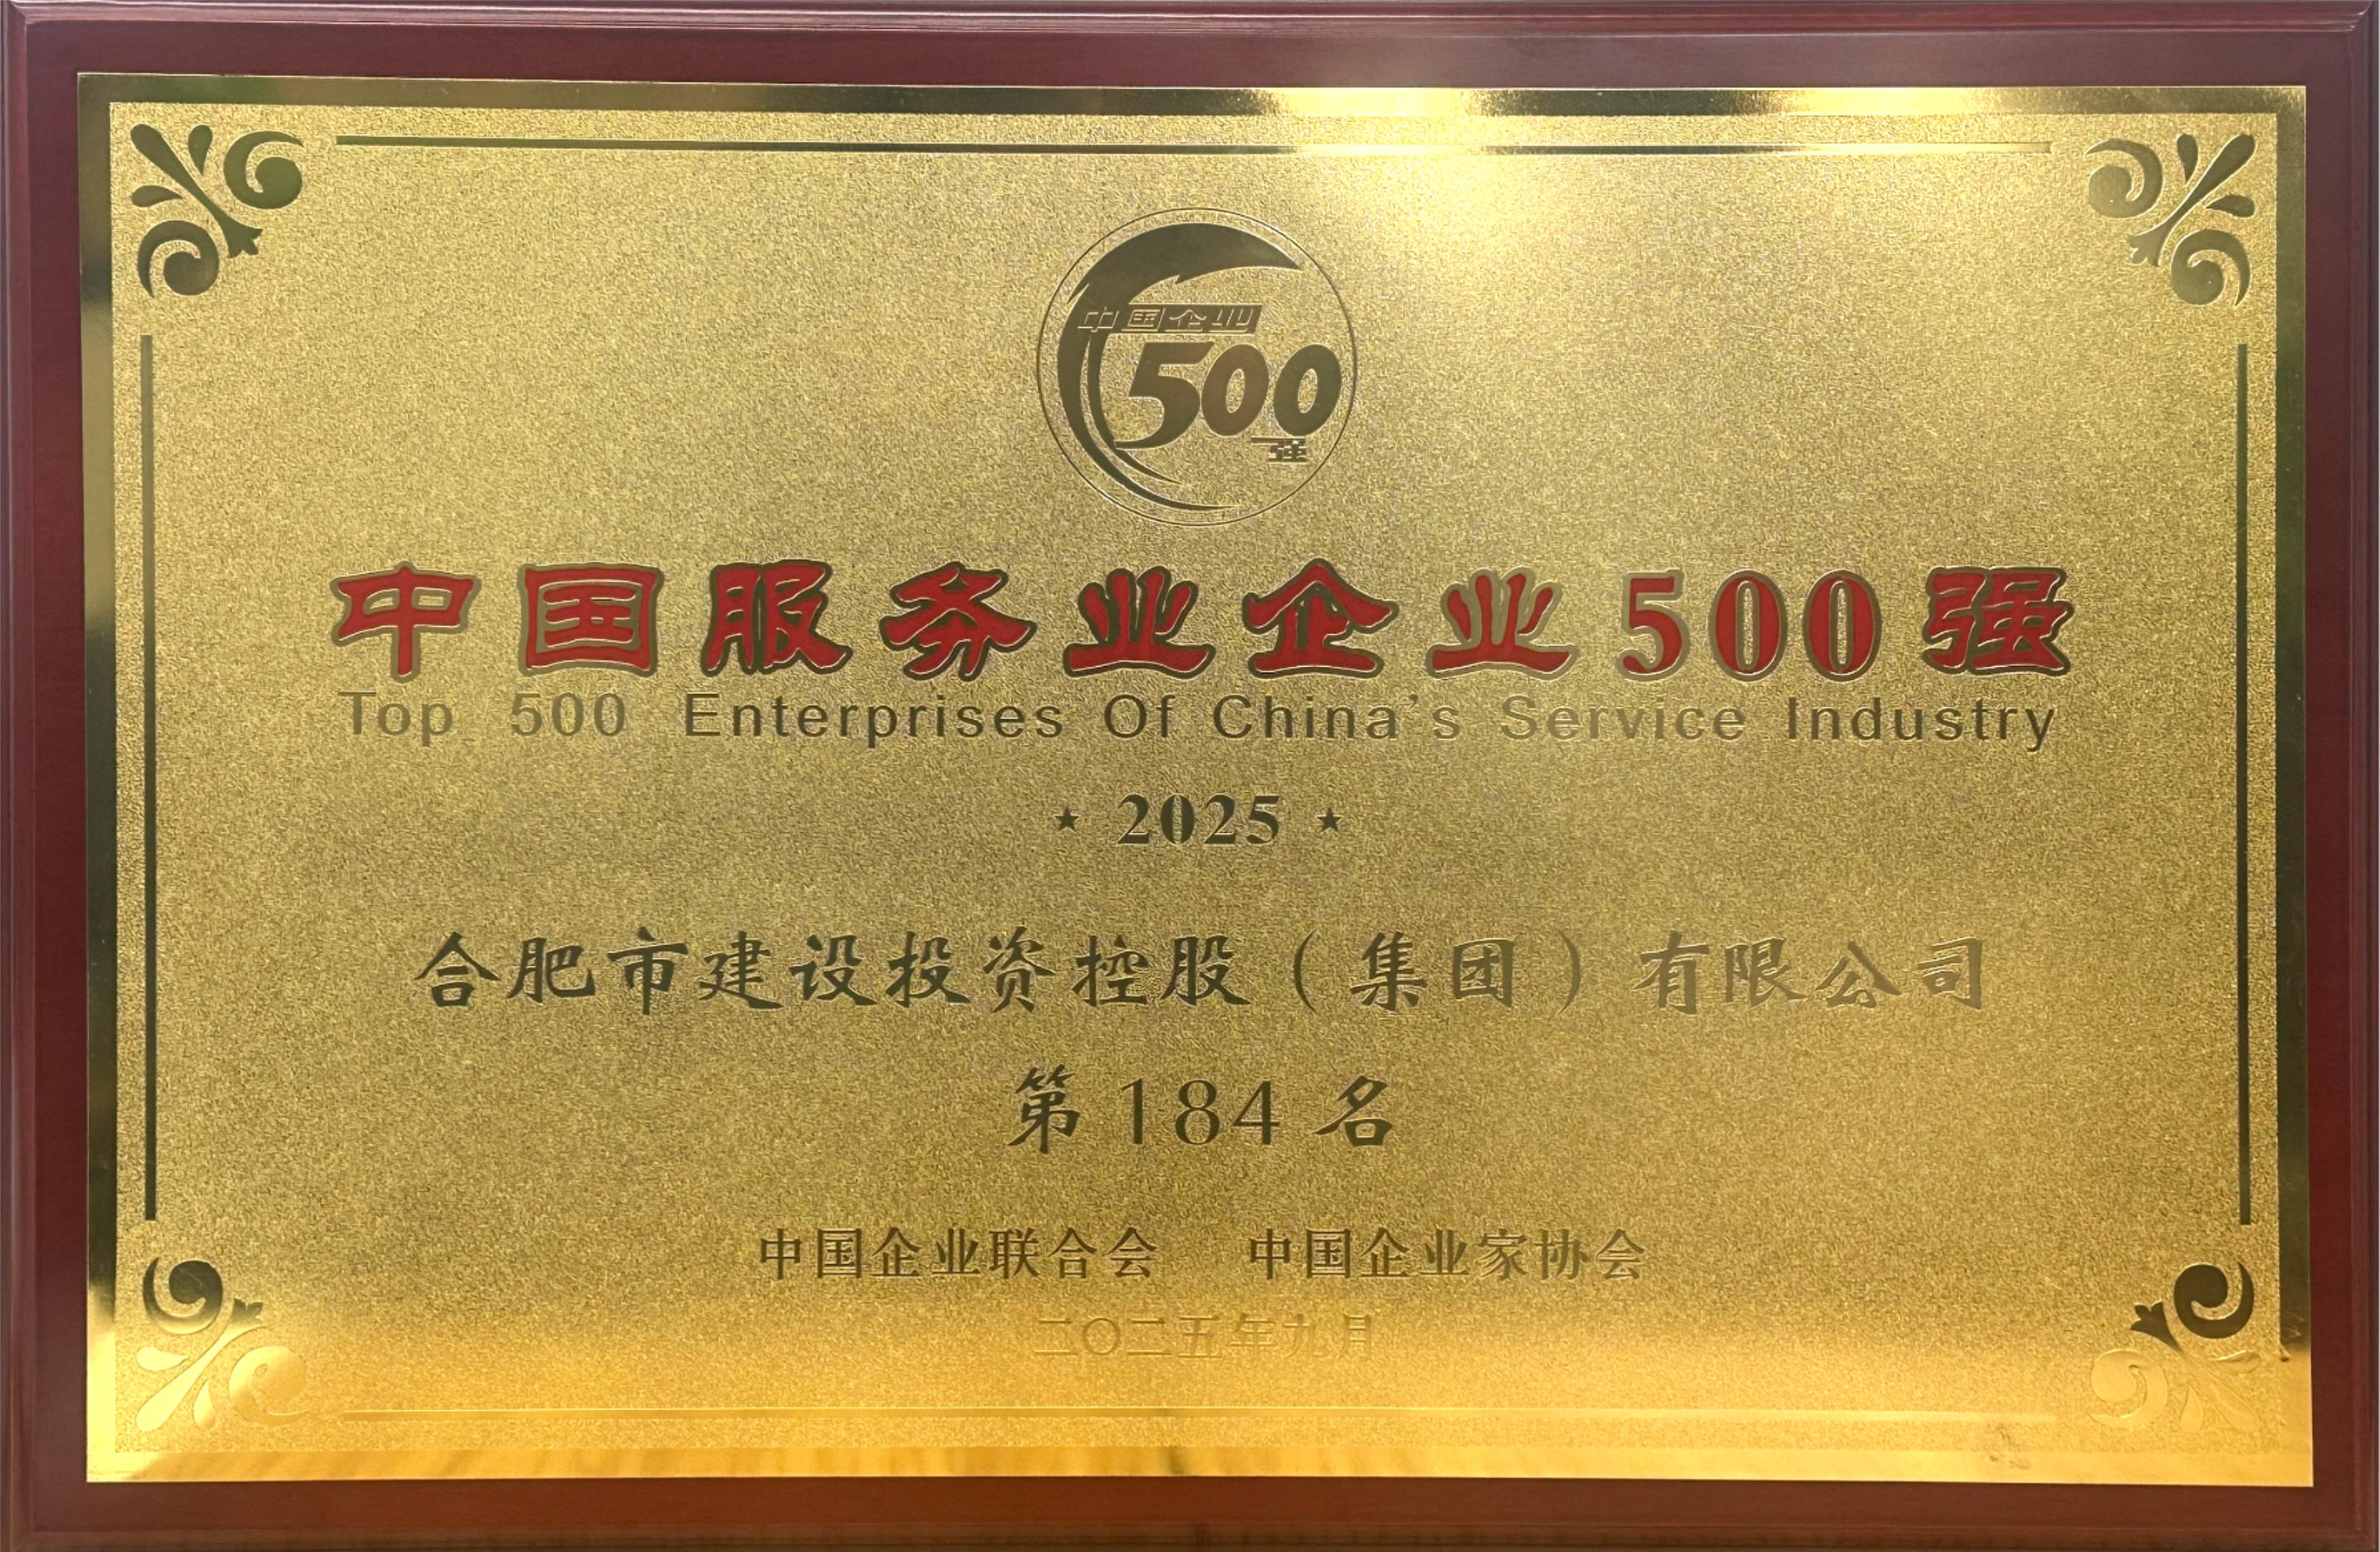 中国企业
500
强
中国服务业企业500强
Top 500 Enterprises Of China's Service Industry
★ 2025 ★
合肥市建设投资控股（集团）有限公司
第184名
中国企业联合会 中国企业家协会
二〇二五年九月